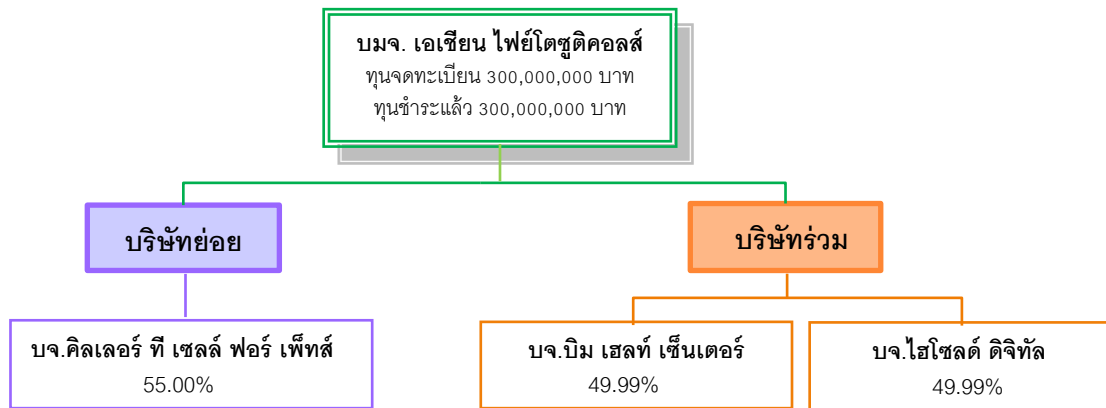 บมจ. เอเชียน ไฟย์โตซูติคอลส์
ทุนจดทะเบียน 300,000,000 บาท
ทุนชำระแล้ว 300,000,000 บาท
บริษัทย่อย
บริษัทร่วม
บจ.คิลเลอร์ ที เซลล์ ฟอร์ เพ็ทส์
55.00%
บจ.บิม เฮลท์ เซ็นเตอร์
49.99%
บจ.ไฮโซลด์ ดิจิทัล
49.99%